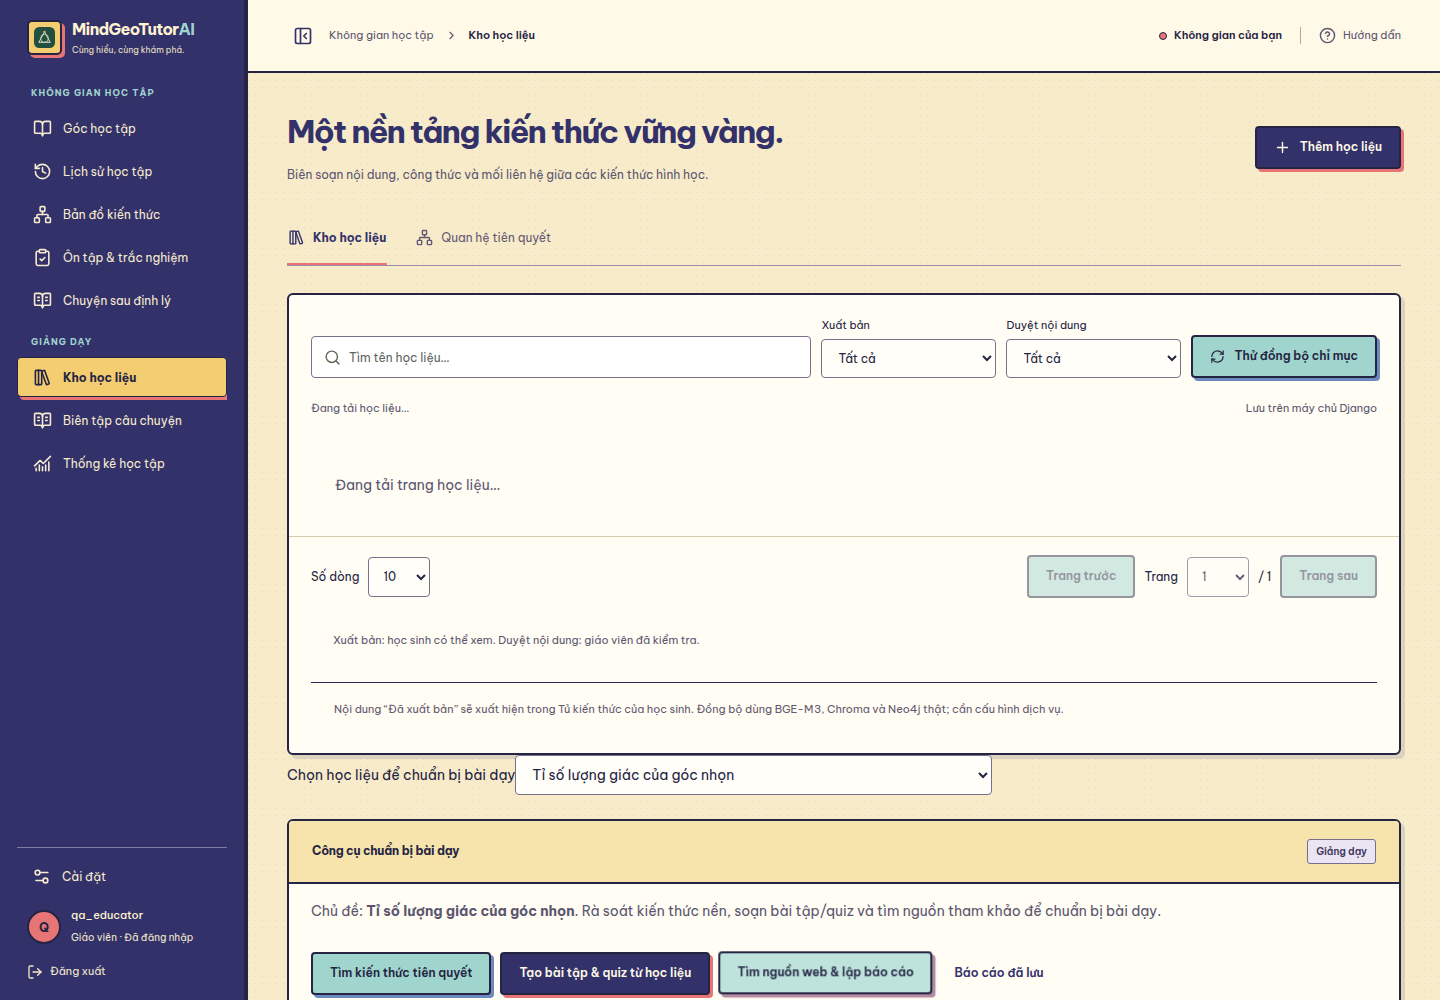 MindGeoTutorAI
Cùng hiểu, cùng khám phá.
KHÔNG GIAN HỌC TẬP
Góc học tập
Lịch sử học tập
Bản đồ kiến thức
Ôn tập & trắc nghiệm
Chuyện sau định lý
GIẢNG DẠY
Kho học liệu
Biên tập câu chuyện
Thống kê học tập
Cài đặt
Q
qa_educator
Giáo viên · Đã đăng nhập
Đăng xuất
Không gian học tập > Kho học liệu
Không gian của bạn
Hướng dẫn
Một nền tảng kiến thức vững vàng.
Biên soạn nội dung, công thức và mối liên hệ giữa các kiến thức hình học.
Thêm học liệu
Kho học liệu
Quan hệ tiên quyết
Tìm tên học liệu...
Xuất bản
Tất cả
Duyệt nội dung
Tất cả
Thử đồng bộ chỉ mục
Đang tải học liệu...
Lưu trên máy chủ Django
Đang tải trang học liệu...
Số dòng
10
Trang trước
Trang
1
/ 1
Trang sau
Xuất bản: học sinh có thể xem. Duyệt nội dung: giáo viên đã kiểm tra.
Nội dung “Đã xuất bản” sẽ xuất hiện trong Tủ kiến thức của học sinh. Đồng bộ dùng BGE-M3, Chroma và Neo4j thật; cần cấu hình dịch vụ.
Chọn học liệu để chuẩn bị bài dạy
Tỉ số lượng giác của góc nhọn
Công cụ chuẩn bị bài dạy
Giảng dạy
Chủ đề: Tỉ số lượng giác của góc nhọn. Rà soát kiến thức nền, soạn bài tập/quiz và tìm nguồn tham khảo để chuẩn bị bài dạy.
Tìm kiến thức tiên quyết
Tạo bài tập & quiz từ học liệu
Tìm nguồn web & lập báo cáo
Báo cáo đã lưu